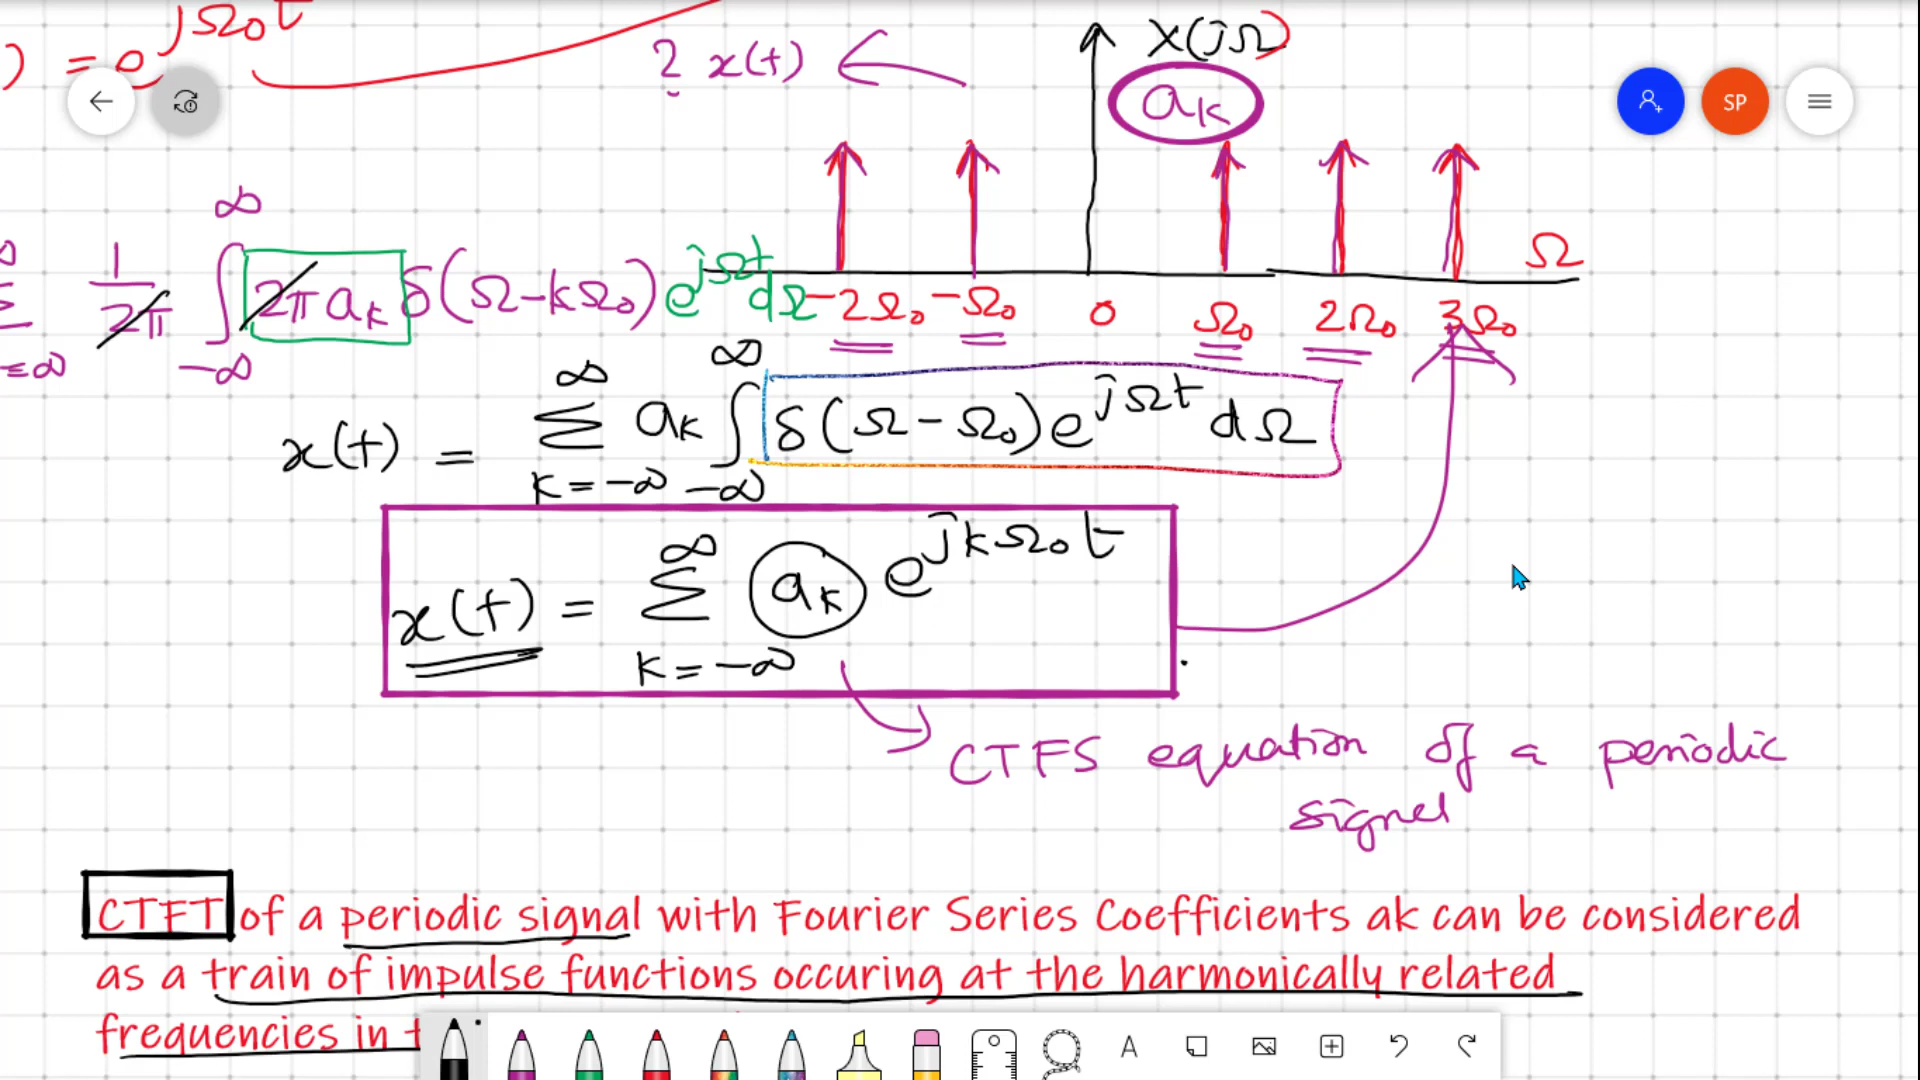 ) = e^{jΩ₀t}
? x(t)
X(jΩ)
a_k
SP
∞
1/2π ∫_{-∞}^{∞} 2π a_k δ(Ω-kΩ₀) e^{jΩt} dΩ
=-∞
-2Ω₀ -Ω₀ 0 Ω₀ 2Ω₀ 3Ω₀ Ω
x(t) = Σ_{k=-∞}^{∞} a_k ∫_{-∞}^{∞} δ(Ω-Ω₀) e^{jΩt} dΩ
x(t) = Σ_{k=-∞}^{∞} a_k e^{jkΩ₀t}
CTFS equation of a periodic
signal
CTFT of a periodic signal with Fourier Series Coefficients ak can be considered
as a train of impulse functions occuring at the harmonically related
frequencies in